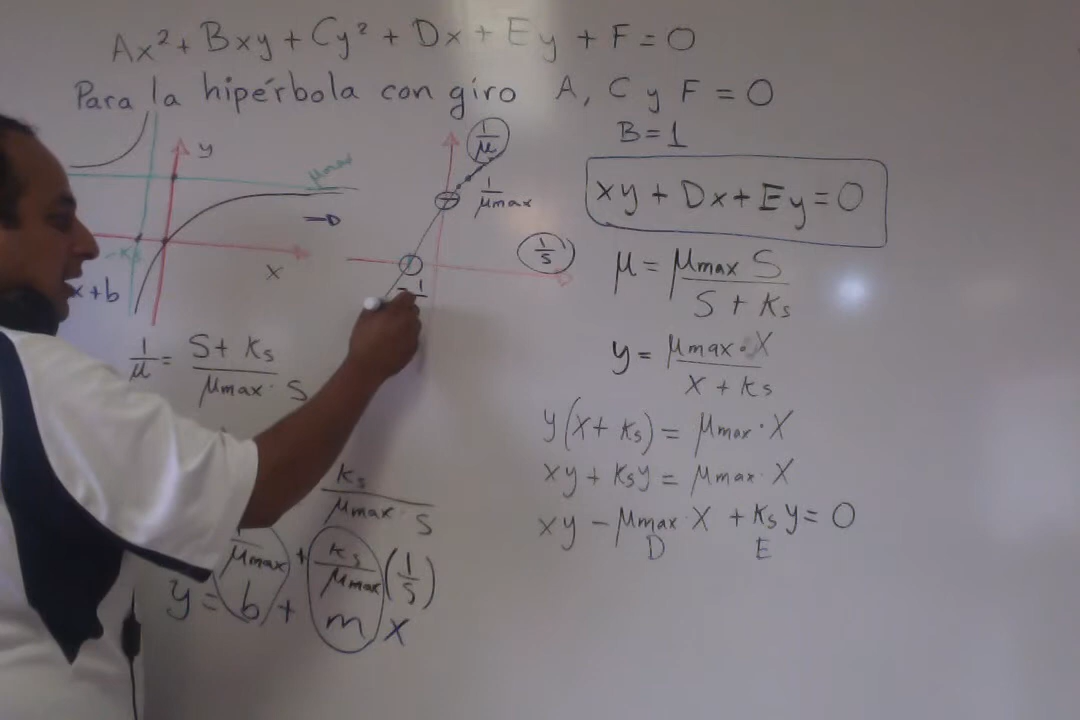 Ax² + Bxy + Cy² + Dx + Ey + F = 0
Para la hipérbola con giro A, C y F = 0
B = 1
xy + Dx + Ey = 0
y
μmax
x
-Ks
x + b
1/μ
1/μmax
1/s
μ = μmax S / S + Ks
y = μmax · X / X + Ks
y(X + Ks) = μmax · X
xy + Ksy = μmax · X
xy - μmax · X + Ks y = 0
D E
1/μ = S + Ks / μmax · S
Ks / μmax · S
1/μmax + Ks/μmax (1/S)
y = b + m X